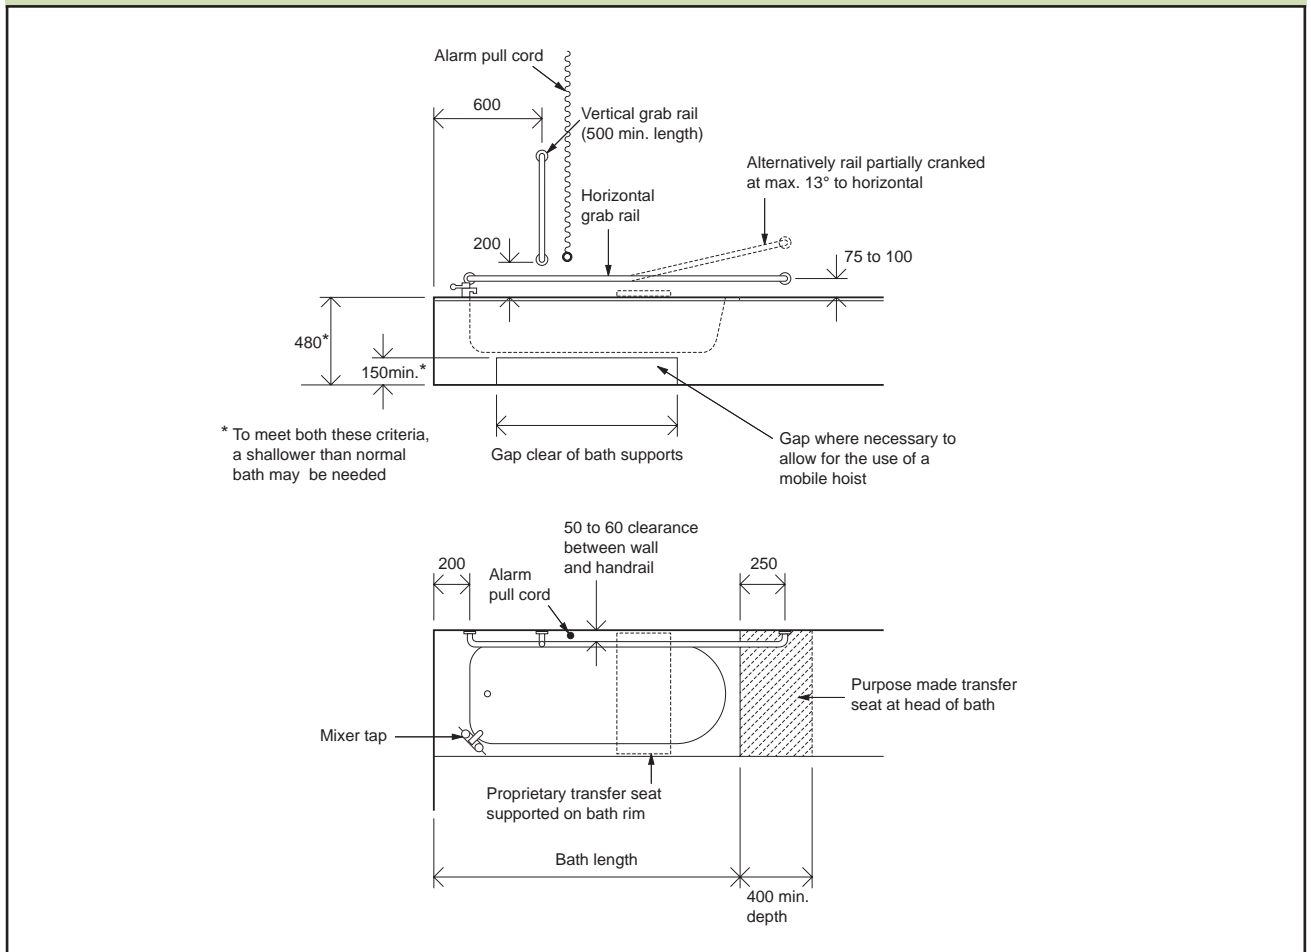 Alarm pull cord
600
Vertical grab rail
(500 min. length)
Alternatively rail partially cranked
at max. 13° to horizontal
Horizontal
grab rail
200
75 to 100
480*
150min.*
* To meet both these criteria,
a shallower than normal
bath may be needed
Gap clear of bath supports
Gap where necessary to
allow for the use of a
mobile hoist
50 to 60 clearance
between wall
and handrail
200
Alarm
pull cord
250
Purpose made transfer
seat at head of bath
Mixer tap
Proprietary transfer seat
supported on bath rim
Bath length
400 min.
depth